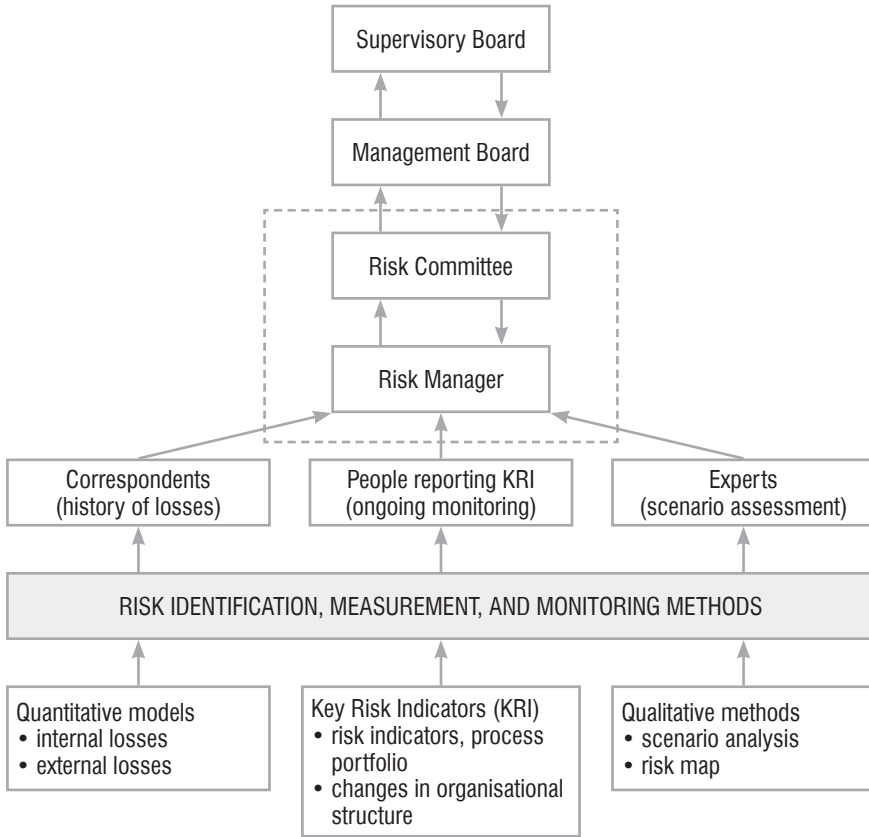 Supervisory Board
Management Board
Risk Committee
Risk Manager
Correspondents
(history of losses)
People reporting KRI
(ongoing monitoring)
Experts
(scenario assessment)
RISK IDENTIFICATION, MEASUREMENT, AND MONITORING METHODS
Quantitative models
• internal losses
• external losses
Key Risk Indicators (KRI)
• risk indicators, process
portfolio
• changes in organisational
structure
Qualitative methods
• scenario analysis
• risk map